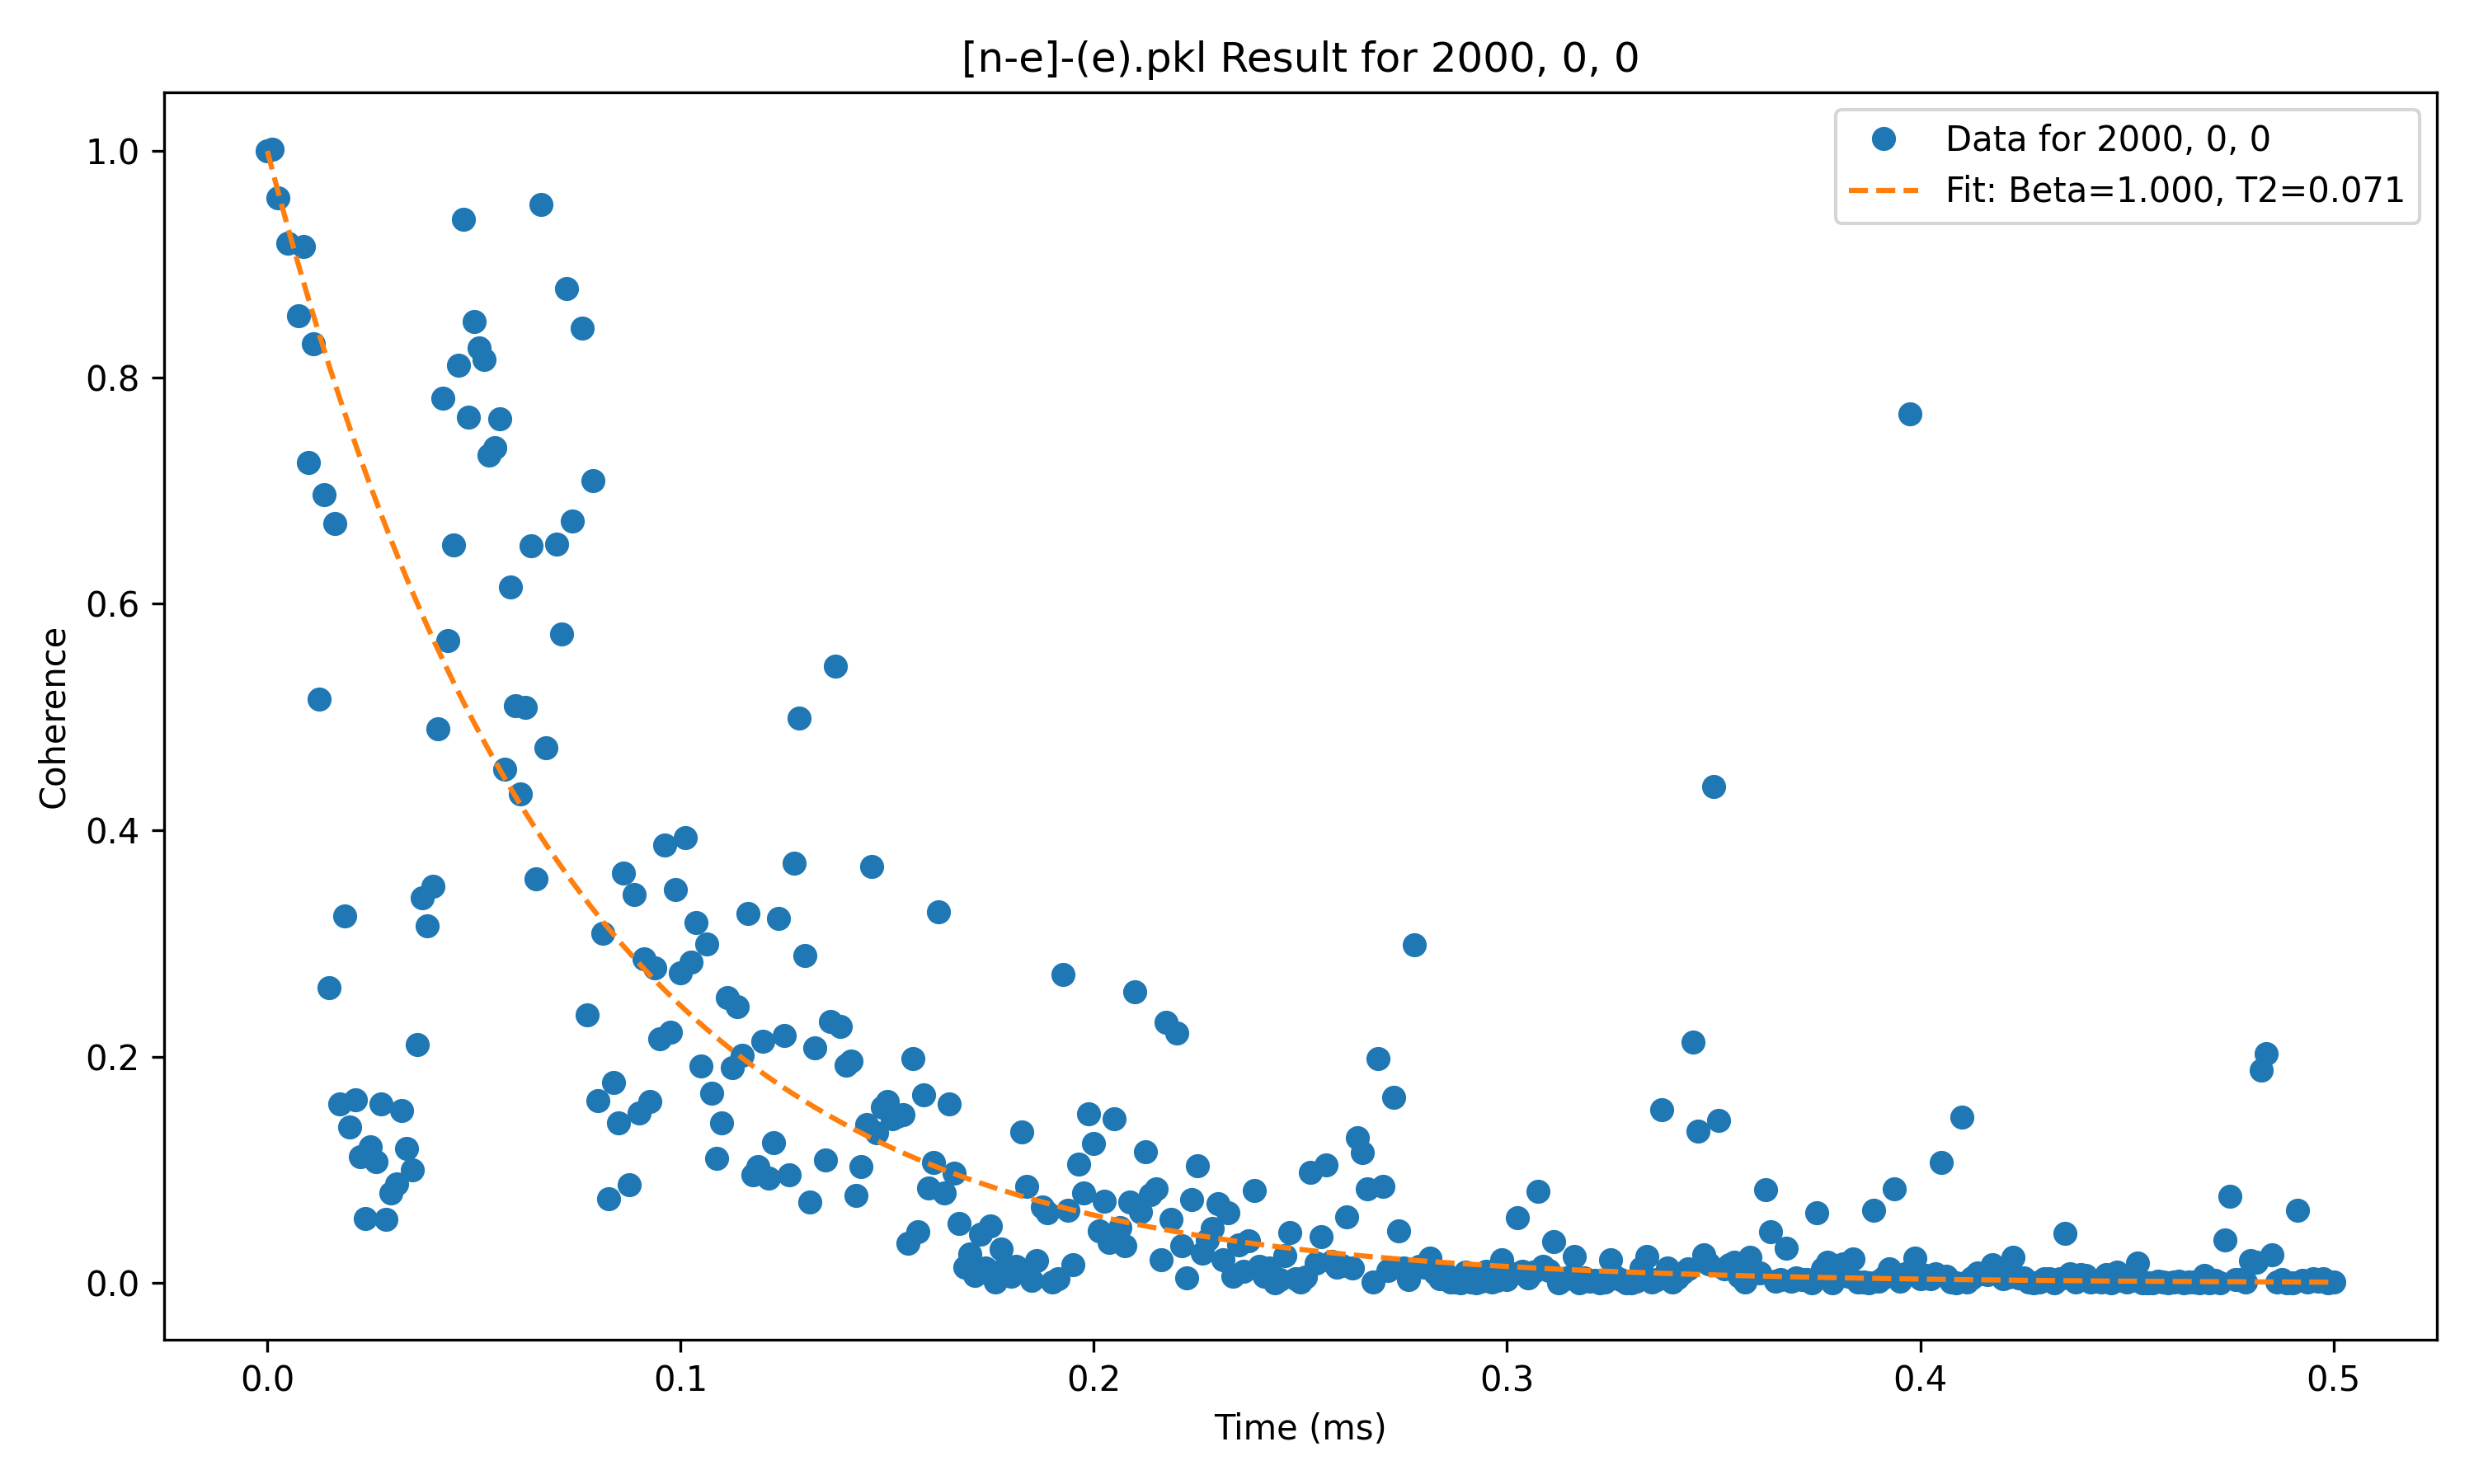 [n-e]-(e).pkl Result for 2000, 0, 0
Data for 2000, 0, 0
Fit: Beta=1.000, T2=0.071
1.0
0.8
0.6
0.4
0.2
0.0
Coherence
0.0 0.1 0.2 0.3 0.4 0.5
Time (ms)